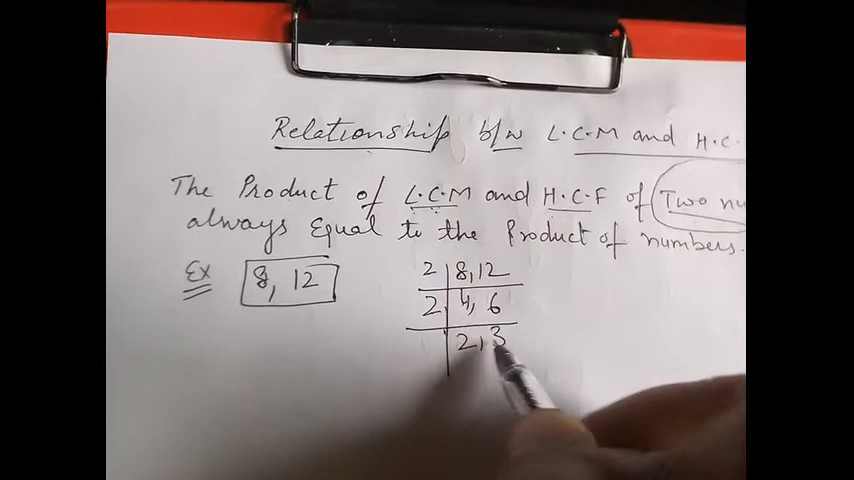 Relationship b/w L.C.M and H.C.
The Product of L.C.M and H.C.F of Two nu
always Equal to the Product of numbers.
Ex 8, 12
2 8,12
2 4, 6
2, 3